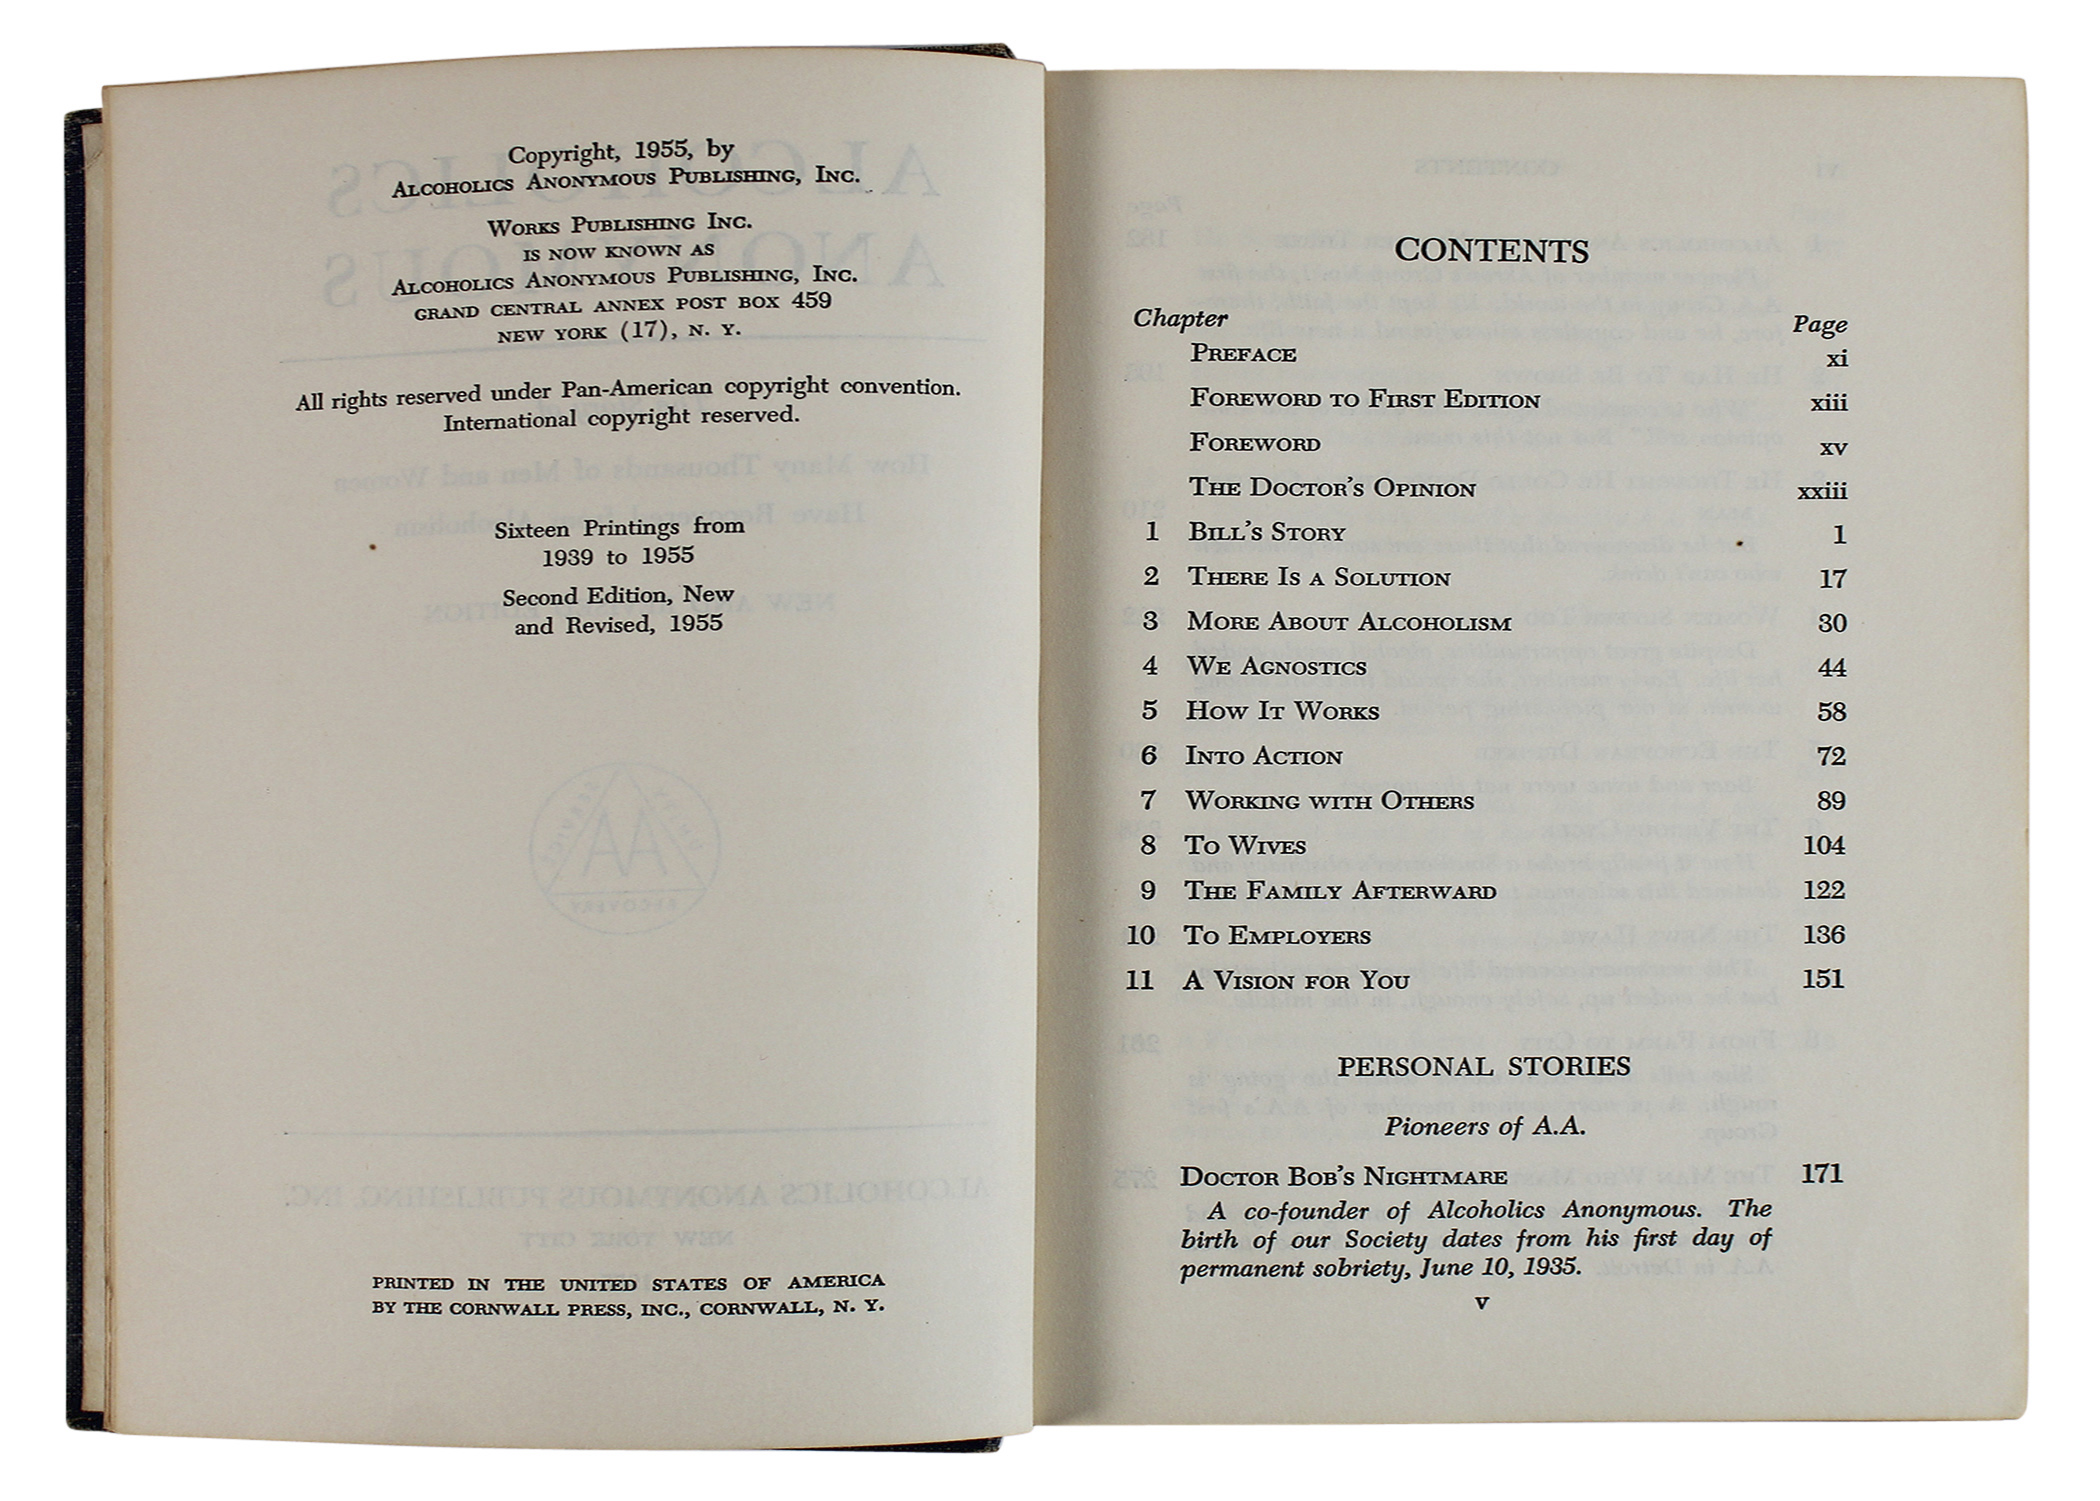 Copyright, 1955, by
Alcoholics Anonymous Publishing, Inc.
Works Publishing Inc.
is now known as
Alcoholics Anonymous Publishing, Inc.
grand central annex post box 459
new york (17), n. y.
All rights reserved under Pan-American copyright convention.
International copyright reserved.
Sixteen Printings from
1939 to 1955
Second Edition, New
and Revised, 1955
PRINTED IN THE UNITED STATES OF AMERICA
BY THE CORNWALL PRESS, INC., CORNWALL, N. Y.
CONTENTS
Chapter Page
Preface xi
Foreword to First Edition xiii
Foreword xv
The Doctor's Opinion xxiii
1 Bill's Story 1
2 There Is a Solution 17
3 More About Alcoholism 30
4 We Agnostics 44
5 How It Works 58
6 Into Action 72
7 Working with Others 89
8 To Wives 104
9 The Family Afterward 122
10 To Employers 136
11 A Vision for You 151
PERSONAL STORIES
Pioneers of A.A.
Doctor Bob's Nightmare 171
A co-founder of Alcoholics Anonymous. The
birth of our Society dates from his first day of
permanent sobriety, June 10, 1935.
v